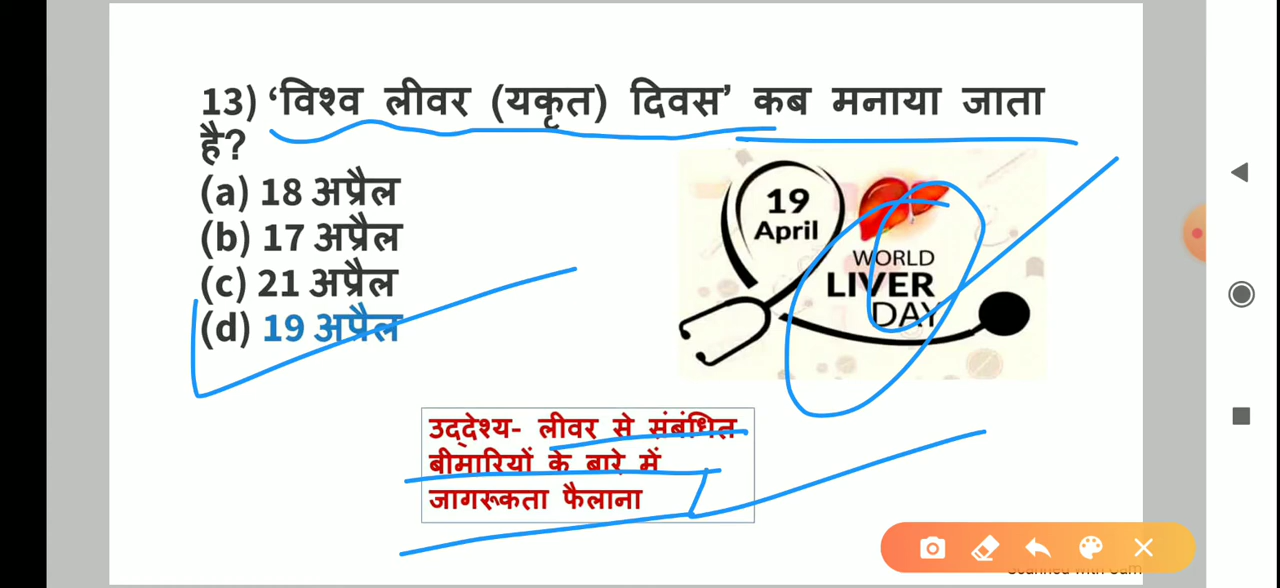 13) ‘विश्व लीवर (यकृत) दिवस’ कब मनाया जाता
है?
(a) 18 अप्रैल
(b) 17 अप्रैल
(c) 21 अप्रैल
(d) 19 अप्रैल
19
April
WORLD
LIVER
DAY
उद्देश्य- लीवर से संबंधित
बीमारियों के बारे में
जागरूकता फैलाना